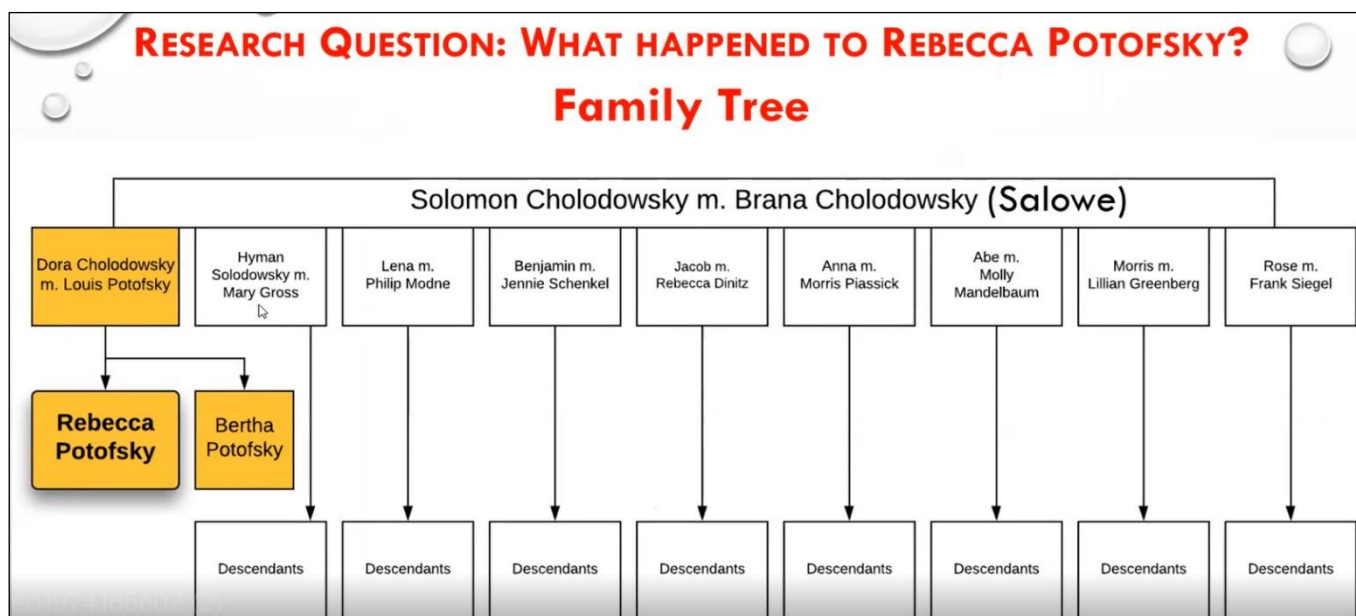 RESEARCH QUESTION: WHAT HAPPENED TO REBECCA POTOFSKY?
Family Tree
Solomon Cholodowsky m. Brana Cholodowsky (Salowe)
Dora Cholodowsky
m. Louis Potofsky
Hyman
Solodowsky m.
Mary Gross
Lena m.
Philip Modne
Benjamin m.
Jennie Schenkel
Jacob m.
Rebecca Dinitz
Anna m.
Morris Piassick
Abe m.
Molly
Mandelbaum
Morris m.
Lillian Greenberg
Rose m.
Frank Siegel
Rebecca
Potofsky
Bertha
Potofsky
Descendants
Descendants
Descendants
Descendants
Descendants
Descendants
Descendants
Descendants